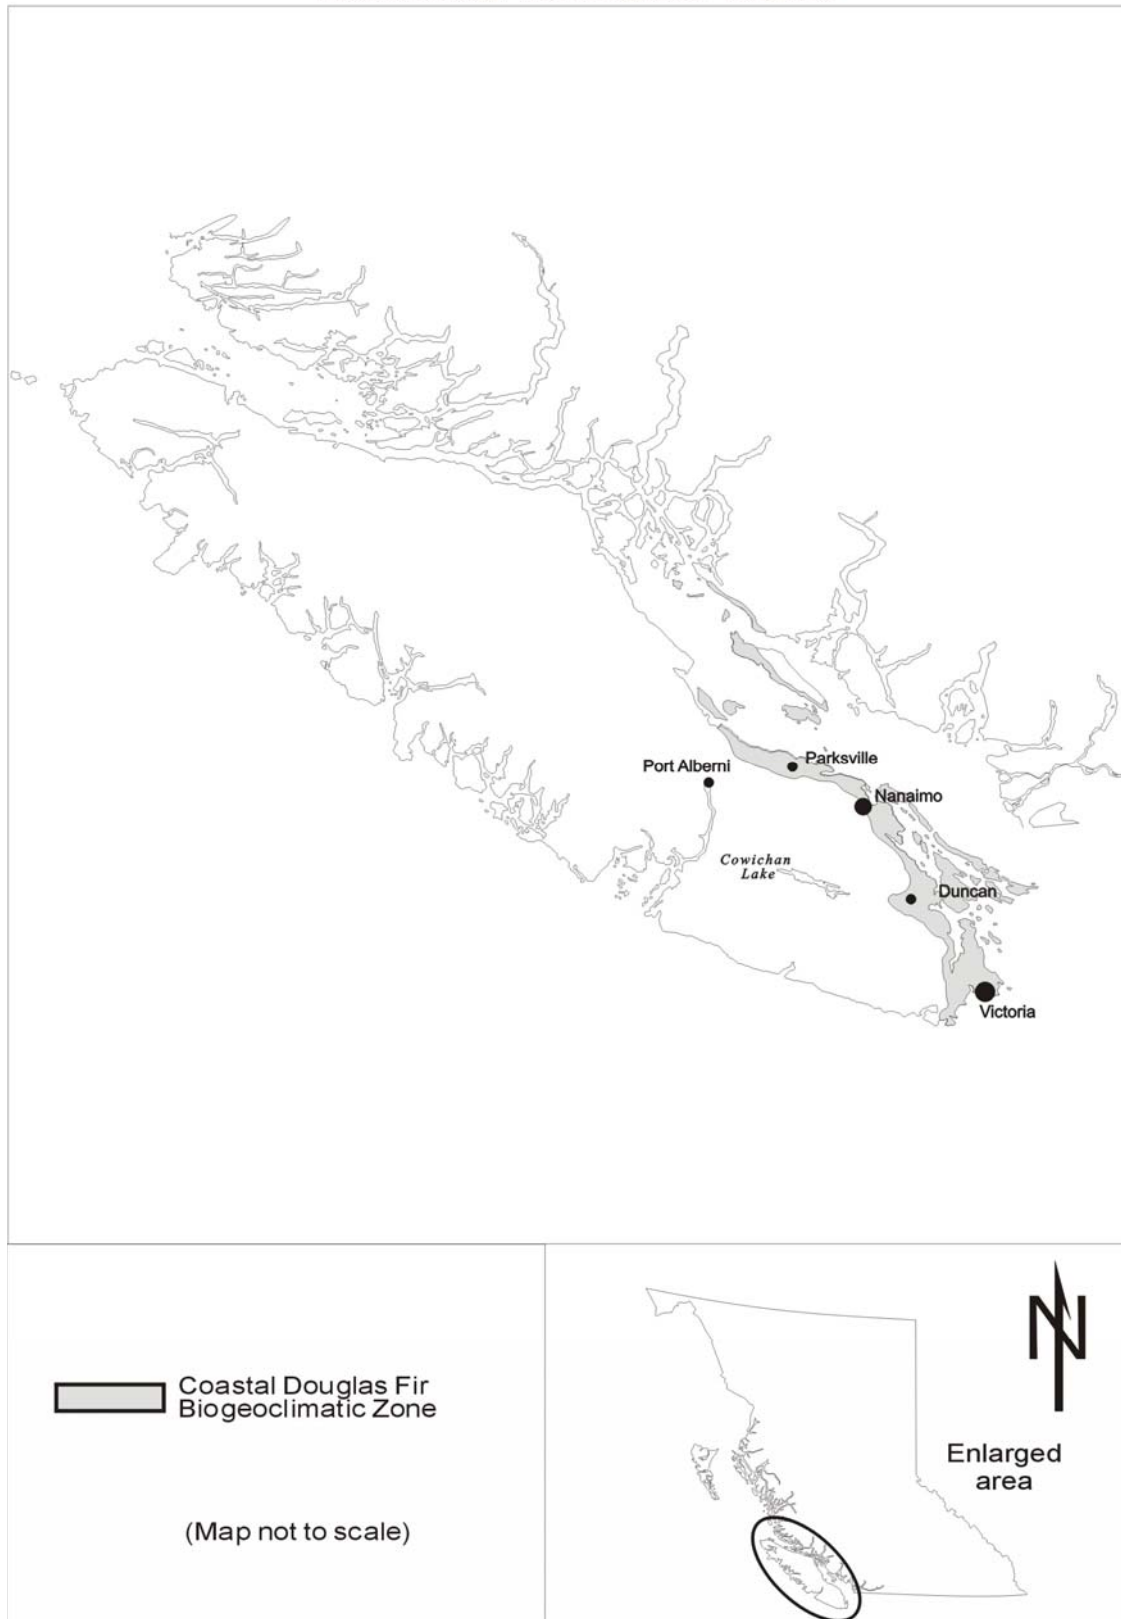 Parksville
Port Alberni
Nanaimo
Cowichan
Lake
Duncan
Victoria
Coastal Douglas Fir
Biogeoclimatic Zone
(Map not to scale)
N
Enlarged
area